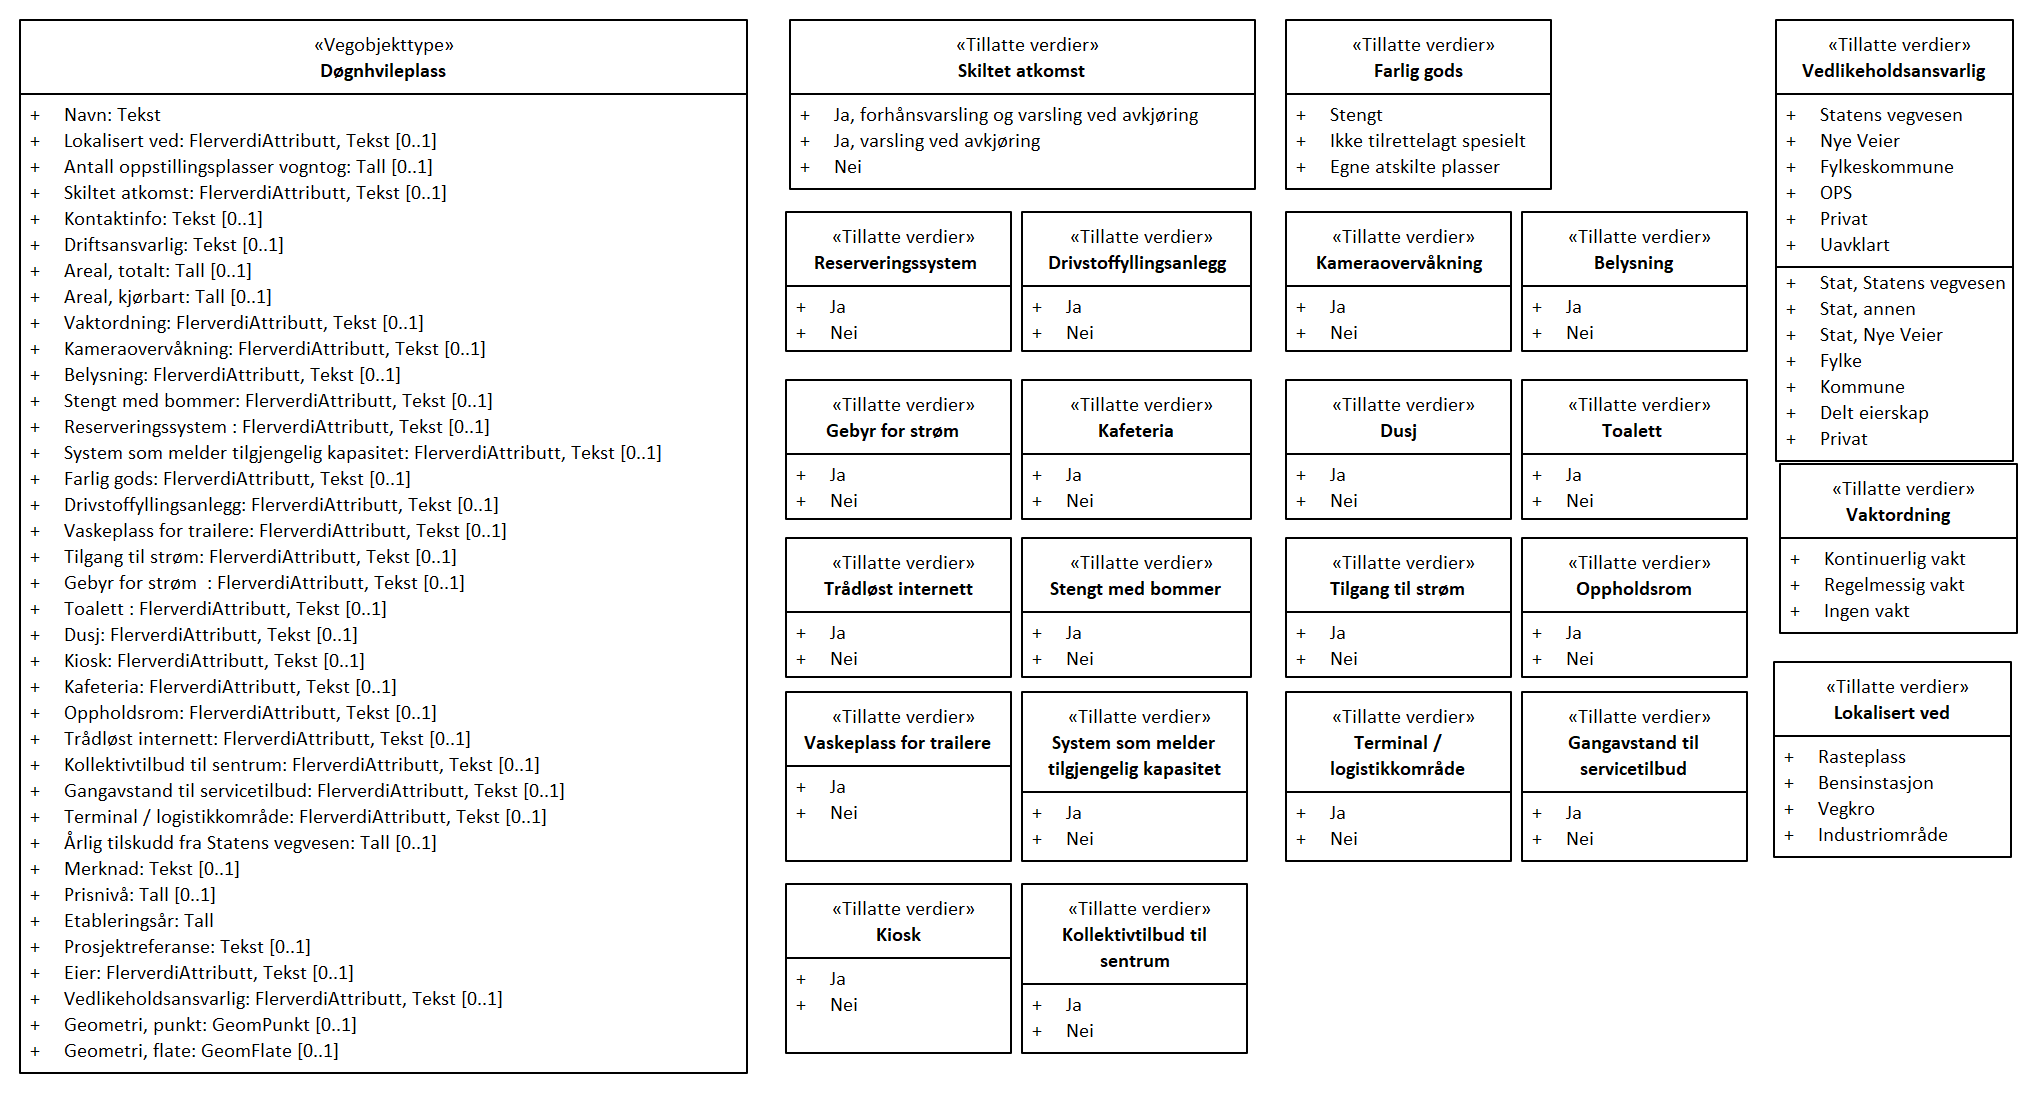 «Vegobjekttype»
Døgnhvileplass
+ Navn: Tekst
+ Lokalisert ved: FlerverdiAttributt, Tekst [0..1]
+ Antall oppstillingsplasser vogntog: Tall [0..1]
+ Skiltet atkomst: FlerverdiAttributt, Tekst [0..1]
+ Kontaktinfo: Tekst [0..1]
+ Driftsansvarlig: Tekst [0..1]
+ Areal, totalt: Tall [0..1]
+ Areal, kjørbart: Tall [0..1]
+ Vaktordning: FlerverdiAttributt, Tekst [0..1]
+ Kameraovervåkning: FlerverdiAttributt, Tekst [0..1]
+ Belysning: FlerverdiAttributt, Tekst [0..1]
+ Stengt med bommer: FlerverdiAttributt, Tekst [0..1]
+ Reserveringssystem : FlerverdiAttributt, Tekst [0..1]
+ System som melder tilgjengelig kapasitet: FlerverdiAttributt, Tekst [0..1]
+ Farlig gods: FlerverdiAttributt, Tekst [0..1]
+ Drivstoffyllingsanlegg: FlerverdiAttributt, Tekst [0..1]
+ Vaskeplass for trailere: FlerverdiAttributt, Tekst [0..1]
+ Tilgang til strøm: FlerverdiAttributt, Tekst [0..1]
+ Gebyr for strøm  : FlerverdiAttributt, Tekst [0..1]
+ Toalett : FlerverdiAttributt, Tekst [0..1]
+ Dusj: FlerverdiAttributt, Tekst [0..1]
+ Kiosk: FlerverdiAttributt, Tekst [0..1]
+ Kafeteria: FlerverdiAttributt, Tekst [0..1]
+ Oppholdsrom: FlerverdiAttributt, Tekst [0..1]
+ Trådløst internett: FlerverdiAttributt, Tekst [0..1]
+ Kollektivtilbud til sentrum: FlerverdiAttributt, Tekst [0..1]
+ Gangavstand til servicetilbud: FlerverdiAttributt, Tekst [0..1]
+ Terminal / logistikkområde: FlerverdiAttributt, Tekst [0..1]
+ Årlig tilskudd fra Statens vegvesen: Tall [0..1]
+ Merknad: Tekst [0..1]
+ Prisnivå: Tall [0..1]
+ Etableringsår: Tall
+ Prosjektreferanse: Tekst [0..1]
+ Eier: FlerverdiAttributt, Tekst [0..1]
+ Vedlikeholdsansvarlig: FlerverdiAttributt, Tekst [0..1]
+ Geometri, punkt: GeomPunkt [0..1]
+ Geometri, flate: GeomFlate [0..1]
«Tillatte verdier»
Skiltet atkomst
+ Ja, forhånsvarsling og varsling ved avkjøring
+ Ja, varsling ved avkjøring
+ Nei
«Tillatte verdier»
Farlig gods
+ Stengt
+ Ikke tilrettelagt spesielt
+ Egne atskilte plasser
«Tillatte verdier»
Vedlikeholdsansvarlig
+ Statens vegvesen
+ Nye Veier
+ Fylkeskommune
+ OPS
+ Privat
+ Uavklart
+ Stat, Statens vegvesen
+ Stat, annen
+ Stat, Nye Veier
+ Fylke
+ Kommune
+ Delt eierskap
+ Privat
«Tillatte verdier»
Reserveringssystem
+ Ja
+ Nei
«Tillatte verdier»
Drivstoffyllingsanlegg
+ Ja
+ Nei
«Tillatte verdier»
Kameraovervåkning
+ Ja
+ Nei
«Tillatte verdier»
Belysning
+ Ja
+ Nei
«Tillatte verdier»
Gebyr for strøm
+ Ja
+ Nei
«Tillatte verdier»
Kafeteria
+ Ja
+ Nei
«Tillatte verdier»
Dusj
+ Ja
+ Nei
«Tillatte verdier»
Toalett
+ Ja
+ Nei
«Tillatte verdier»
Vaktordning
+ Kontinuerlig vakt
+ Regelmessig vakt
+ Ingen vakt
«Tillatte verdier»
Trådløst internett
+ Ja
+ Nei
«Tillatte verdier»
Stengt med bommer
+ Ja
+ Nei
«Tillatte verdier»
Tilgang til strøm
+ Ja
+ Nei
«Tillatte verdier»
Oppholdsrom
+ Ja
+ Nei
«Tillatte verdier»
Lokalisert ved
+ Rasteplass
+ Bensinstasjon
+ Vegkro
+ Industriområde
«Tillatte verdier»
Vaskeplass for trailere
+ Ja
+ Nei
«Tillatte verdier»
System som melder
tilgjengelig kapasitet
+ Ja
+ Nei
«Tillatte verdier»
Terminal /
logistikkområde
+ Ja
+ Nei
«Tillatte verdier»
Gangavstand til
servicetilbud
+ Ja
+ Nei
«Tillatte verdier»
Kiosk
+ Ja
+ Nei
«Tillatte verdier»
Kollektivtilbud til
sentrum
+ Ja
+ Nei